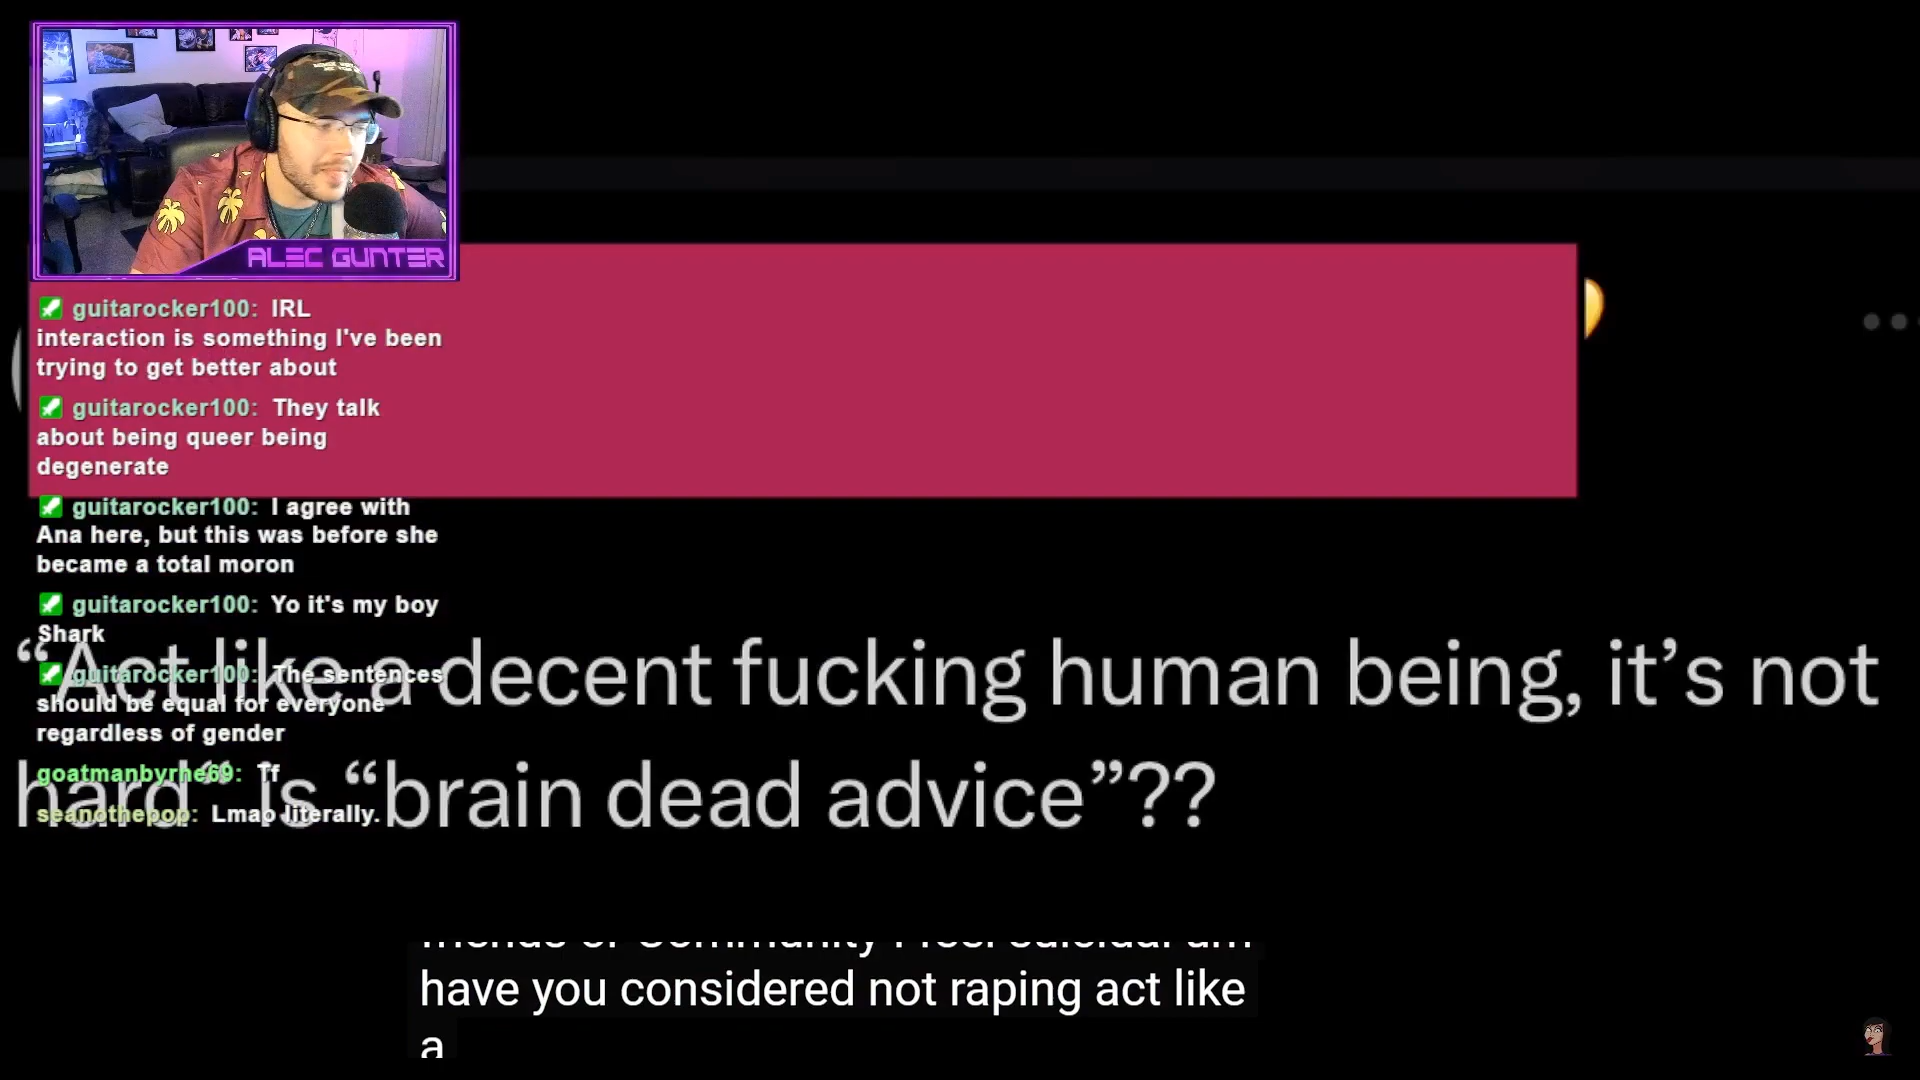 ALEC GUNTER
guitarocker100: IRL
interaction is something I've been
trying to get better about
guitarocker100: They talk
about being queer being
degenerate
guitarocker100: I agree with
Ana here, but this was before she
became a total moron
guitarocker100: Yo it's my boy
Shark
guitarocker100: The sentences
should be equal for everyone
regardless of gender
goatmanbyrne69: Tf
seanothepop: Lmao literally.
“Act like a decent fucking human being, it’s not
hard“ is “brain dead advice”??
have you considered not raping act like
a